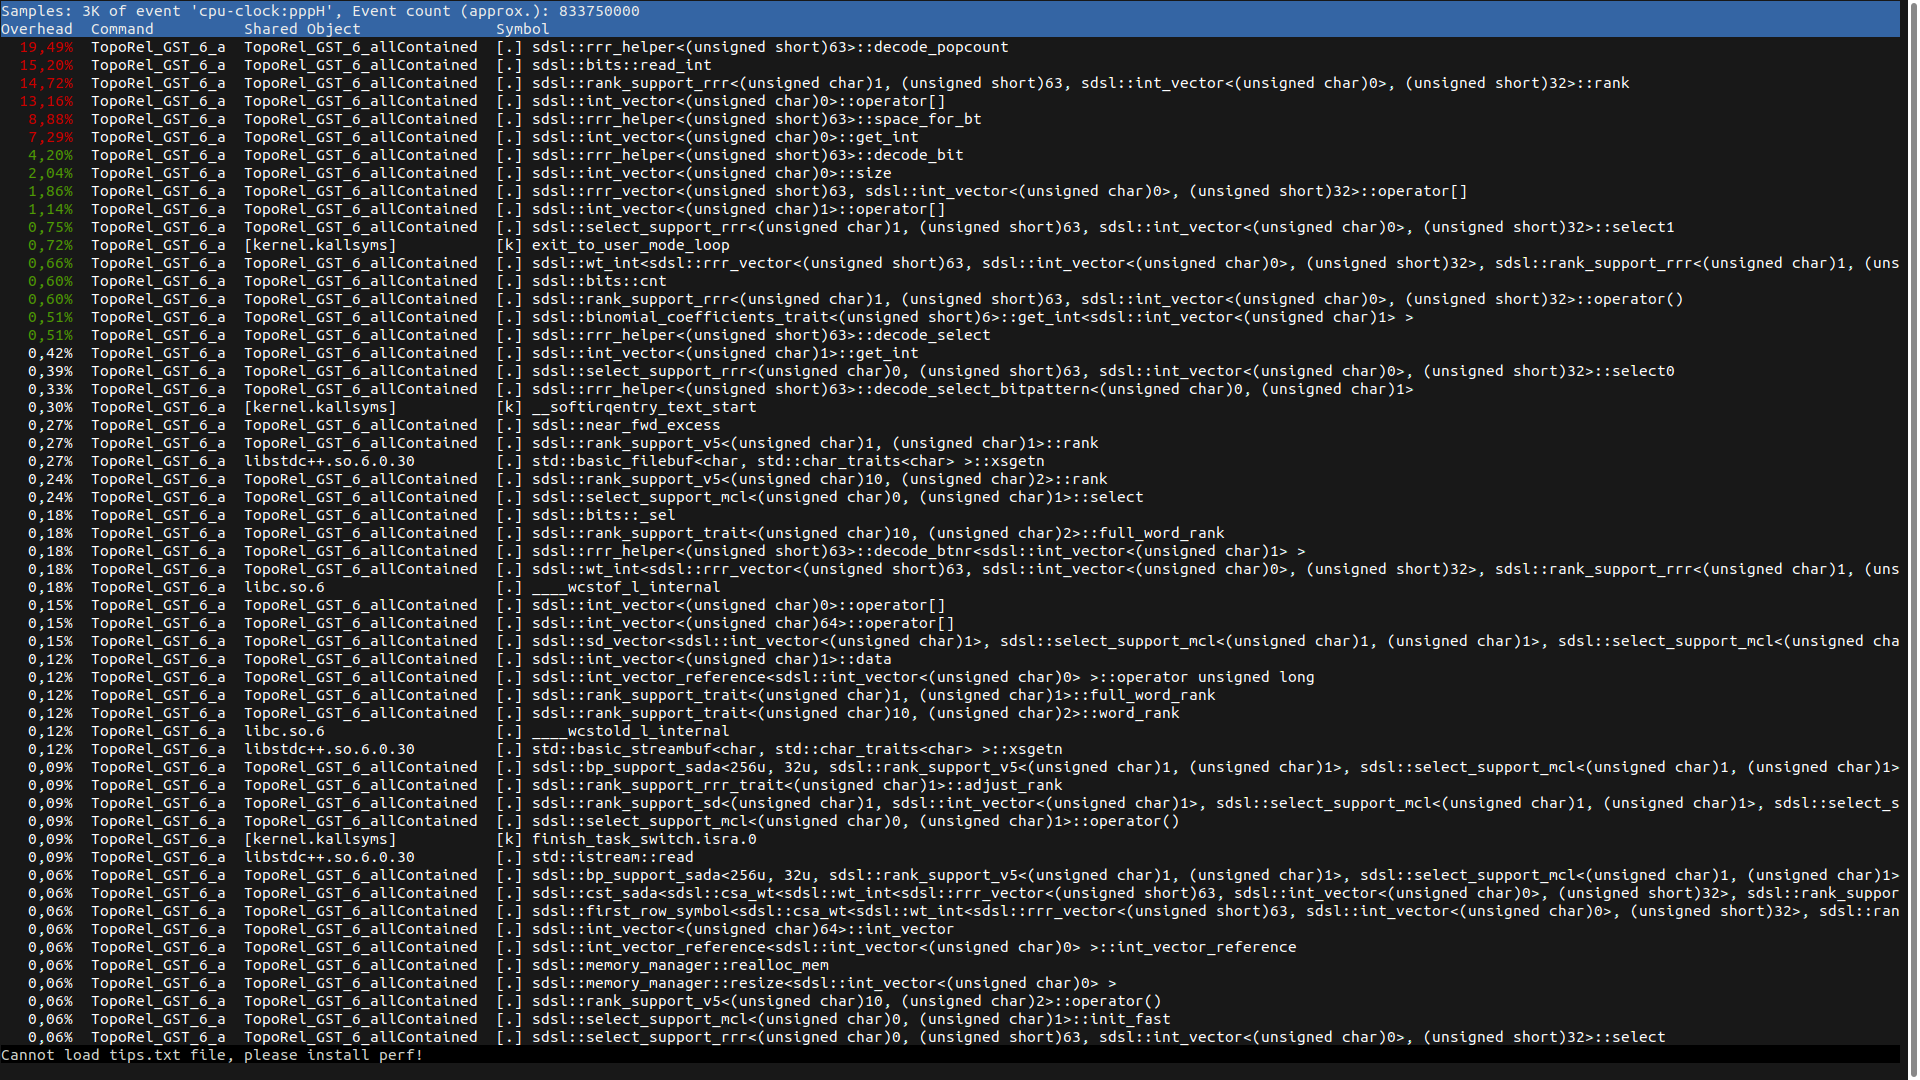 Samples: 3K of event 'cpu-clock:pppH', Event count (approx.): 833750000
Overhead  Command          Shared Object              Symbol
  19,49%  TopoRel_GST_6_a  TopoRel_GST_6_allContained  [.] sdsl::rrr_helper<(unsigned short)63>::decode_popcount
  15,20%  TopoRel_GST_6_a  TopoRel_GST_6_allContained  [.] sdsl::bits::read_int
  14,72%  TopoRel_GST_6_a  TopoRel_GST_6_allContained  [.] sdsl::rank_support_rrr<(unsigned char)1, (unsigned short)63, sdsl::int_vector<(unsigned char)0>, (unsigned short)32>::rank
  13,16%  TopoRel_GST_6_a  TopoRel_GST_6_allContained  [.] sdsl::int_vector<(unsigned char)0>::operator[]
   8,88%  TopoRel_GST_6_a  TopoRel_GST_6_allContained  [.] sdsl::rrr_helper<(unsigned short)63>::space_for_bt
   7,29%  TopoRel_GST_6_a  TopoRel_GST_6_allContained  [.] sdsl::int_vector<(unsigned char)0>::get_int
   4,20%  TopoRel_GST_6_a  TopoRel_GST_6_allContained  [.] sdsl::rrr_helper<(unsigned short)63>::decode_bit
   2,04%  TopoRel_GST_6_a  TopoRel_GST_6_allContained  [.] sdsl::int_vector<(unsigned char)0>::size
   1,86%  TopoRel_GST_6_a  TopoRel_GST_6_allContained  [.] sdsl::rrr_vector<(unsigned short)63, sdsl::int_vector<(unsigned char)0>, (unsigned short)32>::operator[]
   1,14%  TopoRel_GST_6_a  TopoRel_GST_6_allContained  [.] sdsl::int_vector<(unsigned char)1>::operator[]
   0,75%  TopoRel_GST_6_a  TopoRel_GST_6_allContained  [.] sdsl::select_support_rrr<(unsigned char)1, (unsigned short)63, sdsl::int_vector<(unsigned char)0>, (unsigned short)32>::select1
   0,72%  TopoRel_GST_6_a  [kernel.kallsyms]           [k] exit_to_user_mode_loop
   0,66%  TopoRel_GST_6_a  TopoRel_GST_6_allContained  [.] sdsl::wt_int<sdsl::rrr_vector<(unsigned short)63, sdsl::int_vector<(unsigned char)0>, (unsigned short)32>, sdsl::rank_support_rrr<(unsigned char)1, (uns
   0,60%  TopoRel_GST_6_a  TopoRel_GST_6_allContained  [.] sdsl::bits::cnt
   0,60%  TopoRel_GST_6_a  TopoRel_GST_6_allContained  [.] sdsl::rank_support_rrr<(unsigned char)1, (unsigned short)63, sdsl::int_vector<(unsigned char)0>, (unsigned short)32>::operator()
   0,51%  TopoRel_GST_6_a  TopoRel_GST_6_allContained  [.] sdsl::binomial_coefficients_trait<(unsigned short)6>::get_int<sdsl::int_vector<(unsigned char)1> >
   0,51%  TopoRel_GST_6_a  TopoRel_GST_6_allContained  [.] sdsl::rrr_helper<(unsigned short)63>::decode_select
   0,42%  TopoRel_GST_6_a  TopoRel_GST_6_allContained  [.] sdsl::int_vector<(unsigned char)1>::get_int
   0,39%  TopoRel_GST_6_a  TopoRel_GST_6_allContained  [.] sdsl::select_support_rrr<(unsigned char)0, (unsigned short)63, sdsl::int_vector<(unsigned char)0>, (unsigned short)32>::select0
   0,33%  TopoRel_GST_6_a  TopoRel_GST_6_allContained  [.] sdsl::rrr_helper<(unsigned short)63>::decode_select_bitpattern<(unsigned char)0, (unsigned char)1>
   0,30%  TopoRel_GST_6_a  [kernel.kallsyms]           [k] __softirqentry_text_start
   0,27%  TopoRel_GST_6_a  TopoRel_GST_6_allContained  [.] sdsl::near_fwd_excess
   0,27%  TopoRel_GST_6_a  TopoRel_GST_6_allContained  [.] sdsl::rank_support_v5<(unsigned char)1, (unsigned char)1>::rank
   0,27%  TopoRel_GST_6_a  libstdc++.so.6.0.30         [.] std::basic_filebuf<char, std::char_traits<char> >::xsgetn
   0,24%  TopoRel_GST_6_a  TopoRel_GST_6_allContained  [.] sdsl::rank_support_v5<(unsigned char)10, (unsigned char)2>::rank
   0,24%  TopoRel_GST_6_a  TopoRel_GST_6_allContained  [.] sdsl::select_support_mcl<(unsigned char)0, (unsigned char)1>::select
   0,18%  TopoRel_GST_6_a  TopoRel_GST_6_allContained  [.] sdsl::bits::_sel
   0,18%  TopoRel_GST_6_a  TopoRel_GST_6_allContained  [.] sdsl::rank_support_trait<(unsigned char)10, (unsigned char)2>::full_word_rank
   0,18%  TopoRel_GST_6_a  TopoRel_GST_6_allContained  [.] sdsl::rrr_helper<(unsigned short)63>::decode_btnr<sdsl::int_vector<(unsigned char)1> >
   0,18%  TopoRel_GST_6_a  TopoRel_GST_6_allContained  [.] sdsl::wt_int<sdsl::rrr_vector<(unsigned short)63, sdsl::int_vector<(unsigned char)0>, (unsigned short)32>, sdsl::rank_support_rrr<(unsigned char)1, (uns
   0,18%  TopoRel_GST_6_a  libc.so.6                   [.] ____wcstof_l_internal
   0,15%  TopoRel_GST_6_a  TopoRel_GST_6_allContained  [.] sdsl::int_vector<(unsigned char)0>::operator[]
   0,15%  TopoRel_GST_6_a  TopoRel_GST_6_allContained  [.] sdsl::int_vector<(unsigned char)64>::operator[]
   0,15%  TopoRel_GST_6_a  TopoRel_GST_6_allContained  [.] sdsl::sd_vector<sdsl::int_vector<(unsigned char)1>, sdsl::select_support_mcl<(unsigned char)1, (unsigned char)1>, sdsl::select_support_mcl<(unsigned cha
   0,12%  TopoRel_GST_6_a  TopoRel_GST_6_allContained  [.] sdsl::int_vector<(unsigned char)1>::data
   0,12%  TopoRel_GST_6_a  TopoRel_GST_6_allContained  [.] sdsl::int_vector_reference<sdsl::int_vector<(unsigned char)0> >::operator unsigned long
   0,12%  TopoRel_GST_6_a  TopoRel_GST_6_allContained  [.] sdsl::rank_support_trait<(unsigned char)1, (unsigned char)1>::full_word_rank
   0,12%  TopoRel_GST_6_a  TopoRel_GST_6_allContained  [.] sdsl::rank_support_trait<(unsigned char)10, (unsigned char)2>::word_rank
   0,12%  TopoRel_GST_6_a  libc.so.6                   [.] ____wcstold_l_internal
   0,12%  TopoRel_GST_6_a  libstdc++.so.6.0.30         [.] std::basic_streambuf<char, std::char_traits<char> >::xsgetn
   0,09%  TopoRel_GST_6_a  TopoRel_GST_6_allContained  [.] sdsl::bp_support_sada<256u, 32u, sdsl::rank_support_v5<(unsigned char)1, (unsigned char)1>, sdsl::select_support_mcl<(unsigned char)1, (unsigned char)1>
   0,09%  TopoRel_GST_6_a  TopoRel_GST_6_allContained  [.] sdsl::rank_support_rrr_trait<(unsigned char)1>::adjust_rank
   0,09%  TopoRel_GST_6_a  TopoRel_GST_6_allContained  [.] sdsl::rank_support_sd<(unsigned char)1, sdsl::int_vector<(unsigned char)1>, sdsl::select_support_mcl<(unsigned char)1, (unsigned char)1>, sdsl::select_s
   0,09%  TopoRel_GST_6_a  TopoRel_GST_6_allContained  [.] sdsl::select_support_mcl<(unsigned char)0, (unsigned char)1>::operator()
   0,09%  TopoRel_GST_6_a  [kernel.kallsyms]           [k] finish_task_switch.isra.0
   0,09%  TopoRel_GST_6_a  libstdc++.so.6.0.30         [.] std::istream::read
   0,06%  TopoRel_GST_6_a  TopoRel_GST_6_allContained  [.] sdsl::bp_support_sada<256u, 32u, sdsl::rank_support_v5<(unsigned char)1, (unsigned char)1>, sdsl::select_support_mcl<(unsigned char)1, (unsigned char)1>
   0,06%  TopoRel_GST_6_a  TopoRel_GST_6_allContained  [.] sdsl::cst_sada<sdsl::csa_wt<sdsl::wt_int<sdsl::rrr_vector<(unsigned short)63, sdsl::int_vector<(unsigned char)0>, (unsigned short)32>, sdsl::rank_suppor
   0,06%  TopoRel_GST_6_a  TopoRel_GST_6_allContained  [.] sdsl::first_row_symbol<sdsl::csa_wt<sdsl::wt_int<sdsl::rrr_vector<(unsigned short)63, sdsl::int_vector<(unsigned char)0>, (unsigned short)32>, sdsl::ran
   0,06%  TopoRel_GST_6_a  TopoRel_GST_6_allContained  [.] sdsl::int_vector<(unsigned char)64>::int_vector
   0,06%  TopoRel_GST_6_a  TopoRel_GST_6_allContained  [.] sdsl::int_vector_reference<sdsl::int_vector<(unsigned char)0> >::int_vector_reference
   0,06%  TopoRel_GST_6_a  TopoRel_GST_6_allContained  [.] sdsl::memory_manager::realloc_mem
   0,06%  TopoRel_GST_6_a  TopoRel_GST_6_allContained  [.] sdsl::memory_manager::resize<sdsl::int_vector<(unsigned char)0> >
   0,06%  TopoRel_GST_6_a  TopoRel_GST_6_allContained  [.] sdsl::rank_support_v5<(unsigned char)10, (unsigned char)2>::operator()
   0,06%  TopoRel_GST_6_a  TopoRel_GST_6_allContained  [.] sdsl::select_support_mcl<(unsigned char)0, (unsigned char)1>::init_fast
   0,06%  TopoRel_GST_6_a  TopoRel_GST_6_allContained  [.] sdsl::select_support_rrr<(unsigned char)0, (unsigned short)63, sdsl::int_vector<(unsigned char)0>, (unsigned short)32>::select
Cannot load tips.txt file, please install perf!